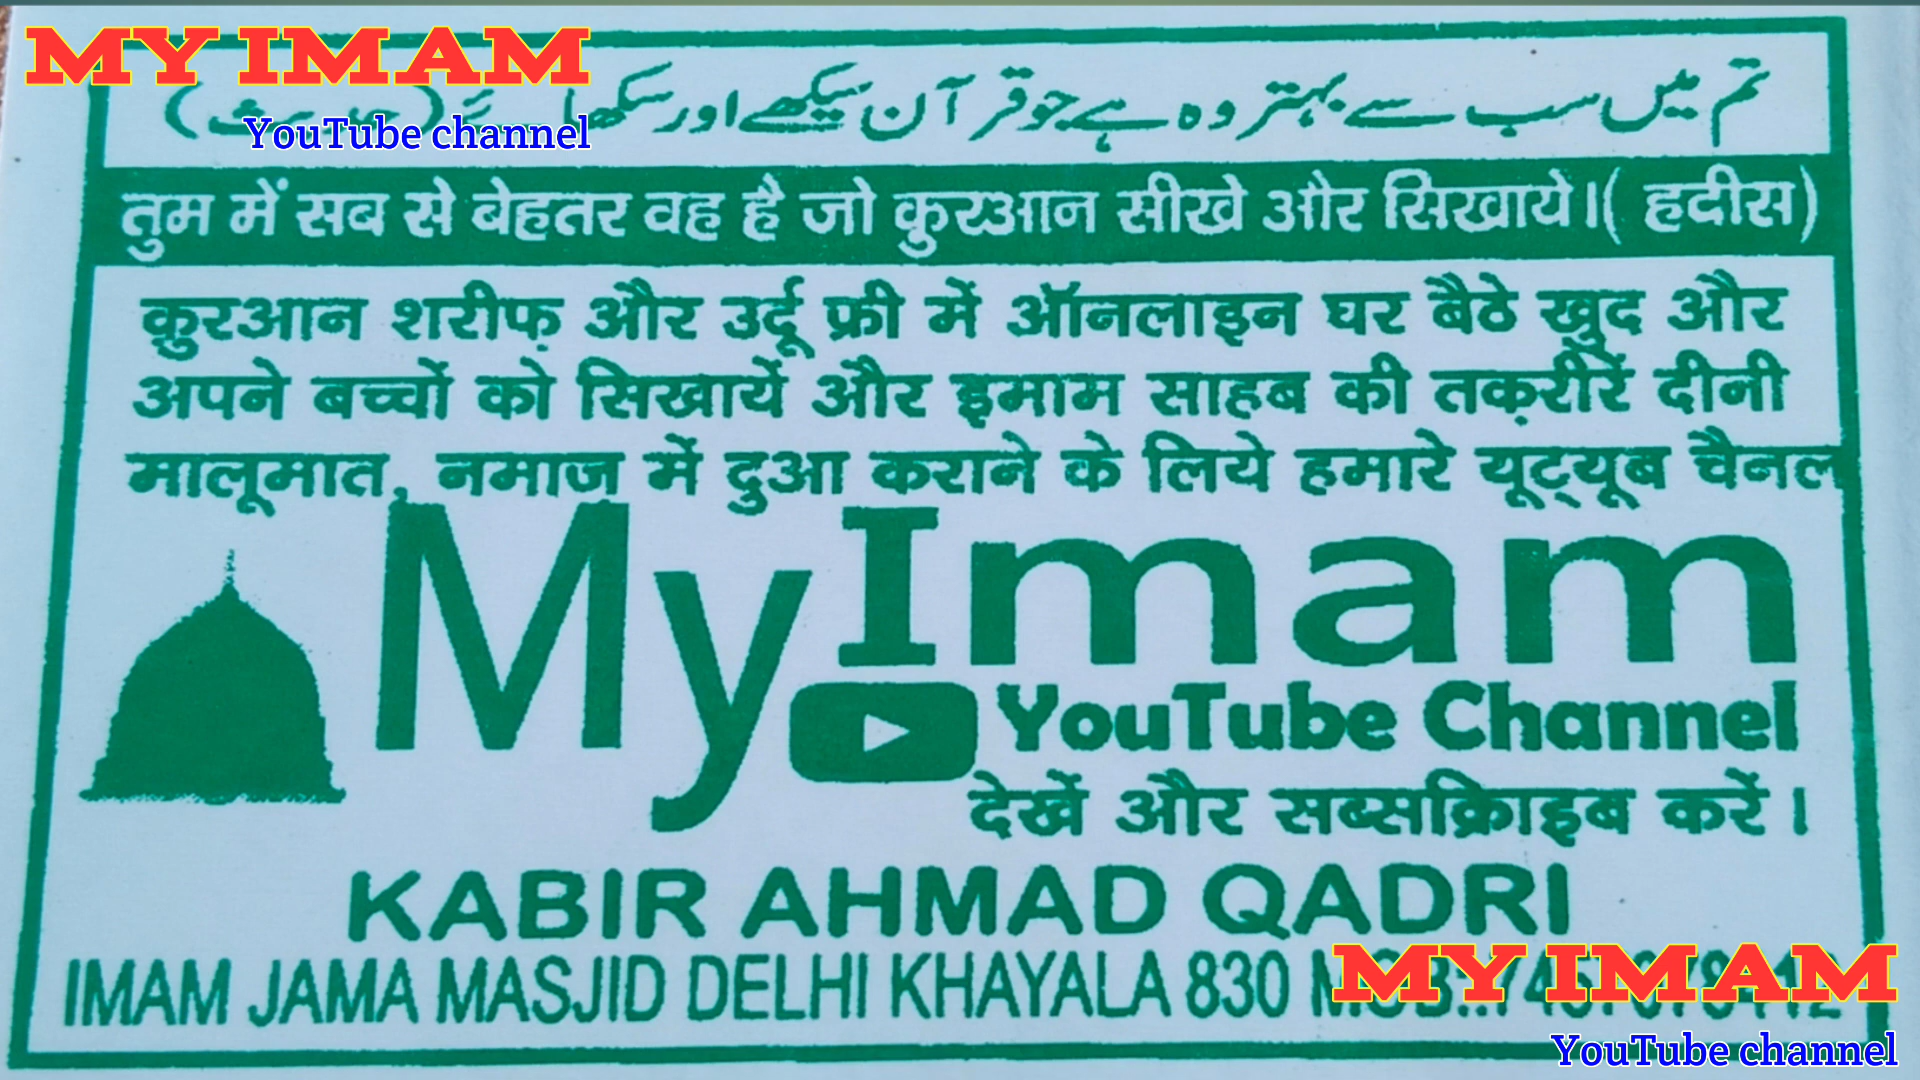 MY IMAM
YouTube channel
تم میں سب سے بہتر وہ ہے جو قرآن سیکھے اور سکھائے
तुम में सब से बेहतर वह है जो कुरआन सीखे और सिखाये।( हदीस)
क़ुरआन शरीफ़ और उर्दू फ्री में ऑनलाइन घर बैठे ख़ुद और
अपने बच्चों को सिखायें और इमाम साहब की तक़रीरें दीनी
मालूमात, नमाज़ में दुआ कराने के लिये हमारे यूट्यूब चैनल
My Imam
YouTube Channel
देखें और सब्सक्रिाइब करें।
KABIR AHMAD QADRI
IMAM JAMA MASJID DELHI KHAYALA 830
MY IMAM
YouTube channel